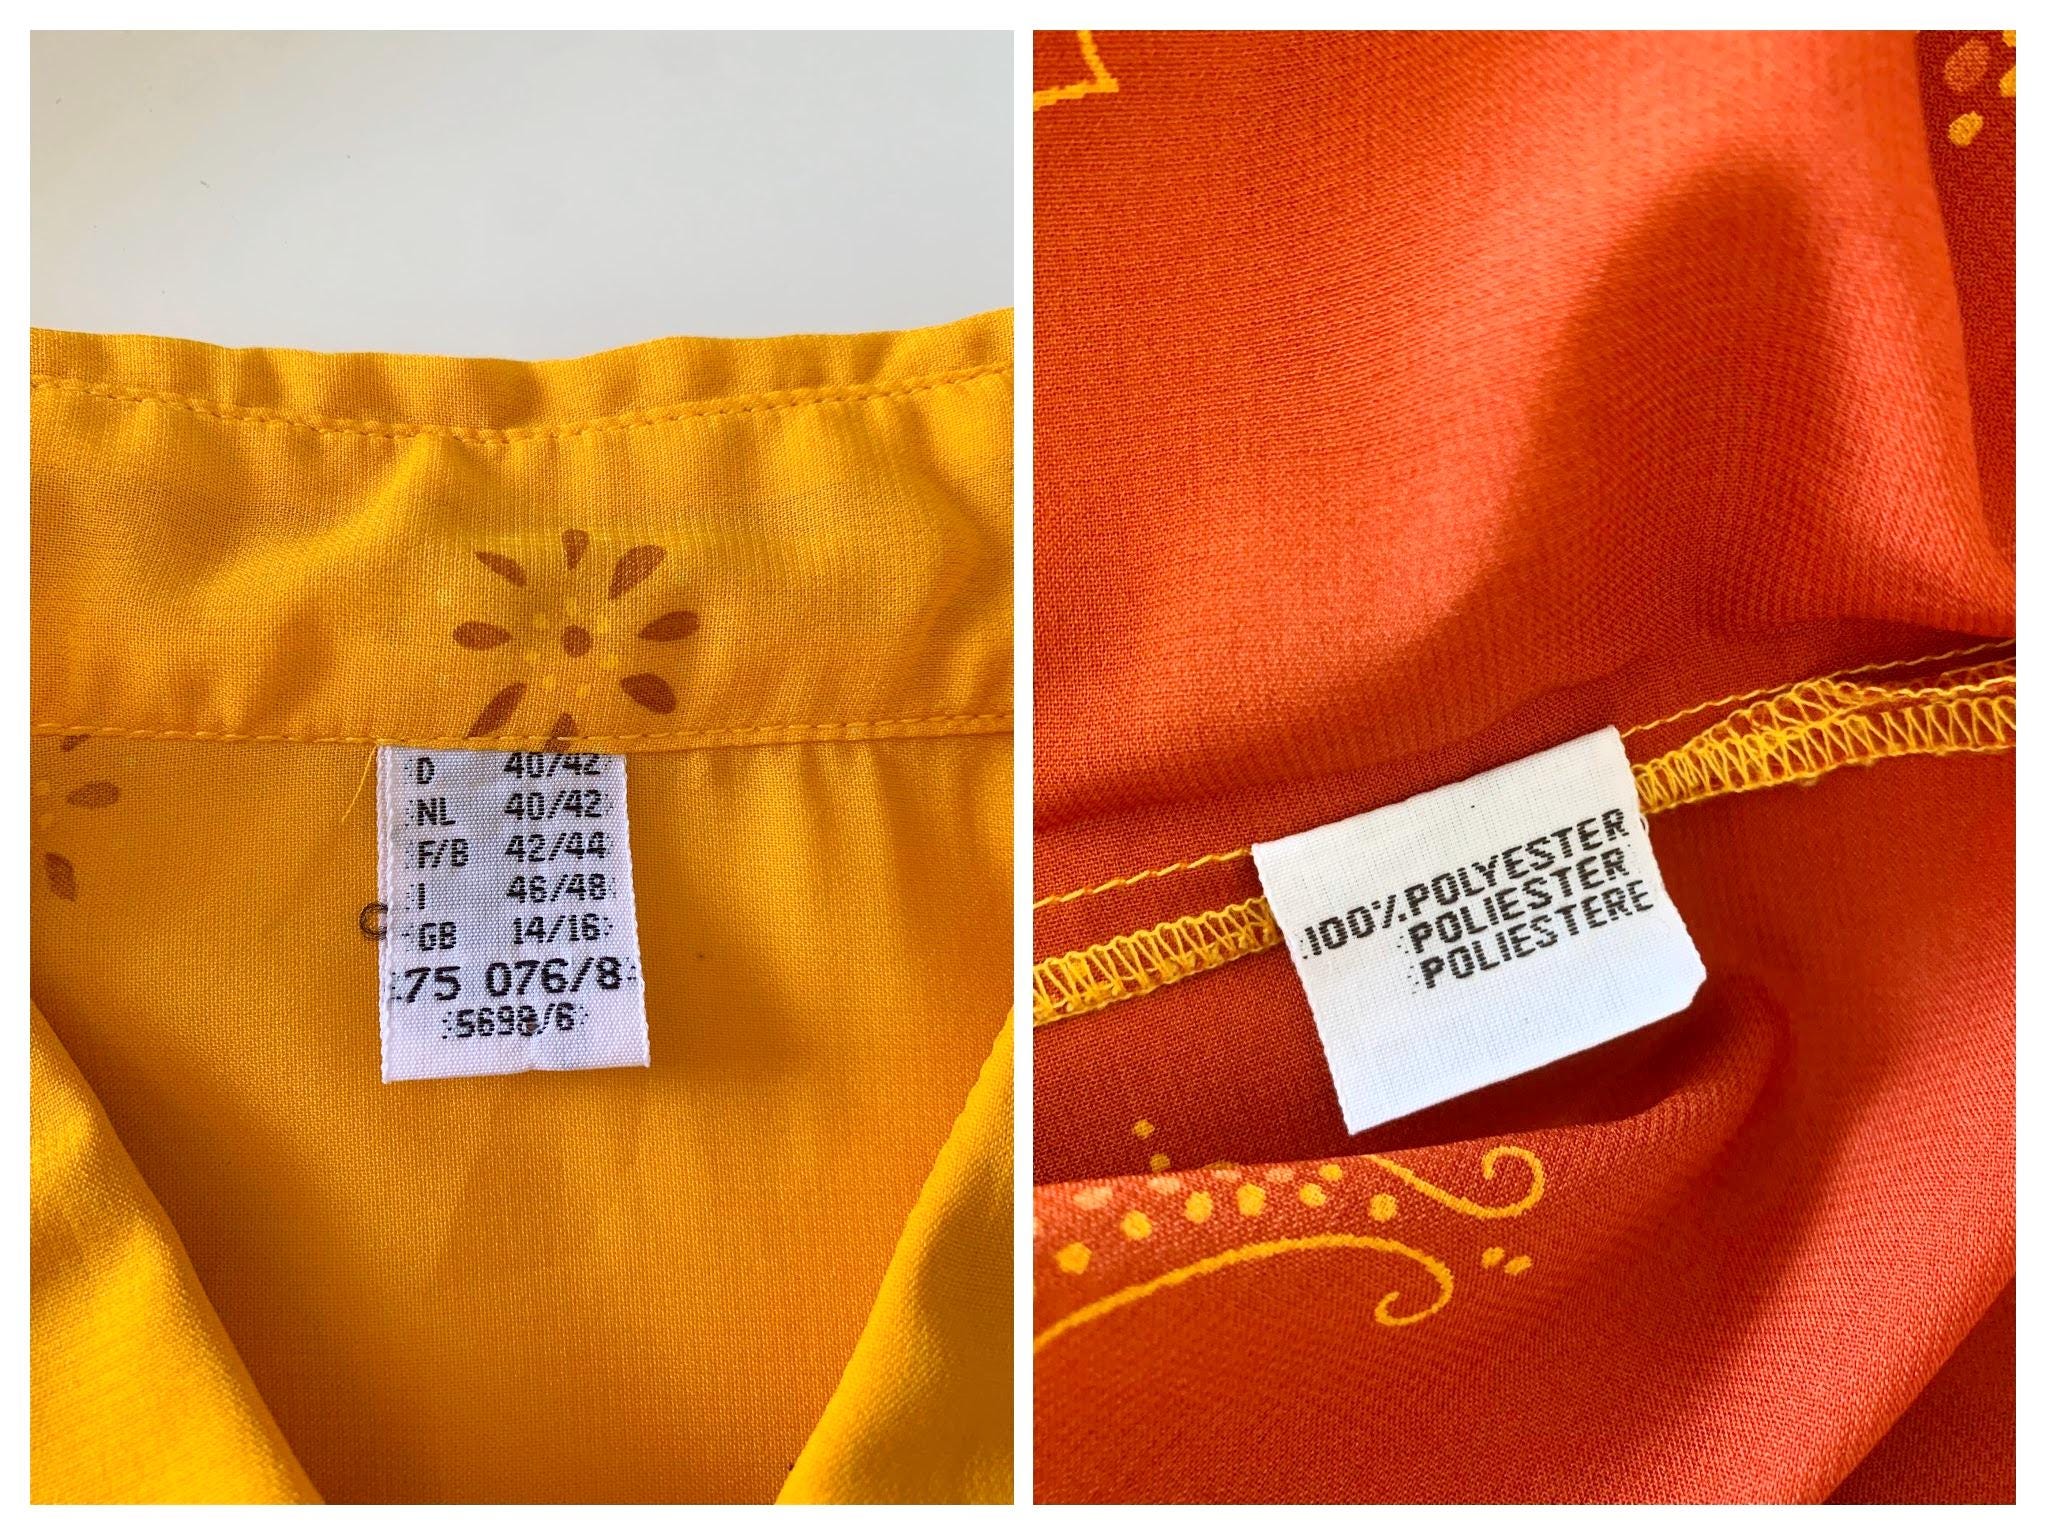 D 40/42
NL 40/42
F/B 42/44
I 46/48
GB 14/16
75 076/8
5698/6
100% POLYESTER
POLIESTER
POLIESTERE